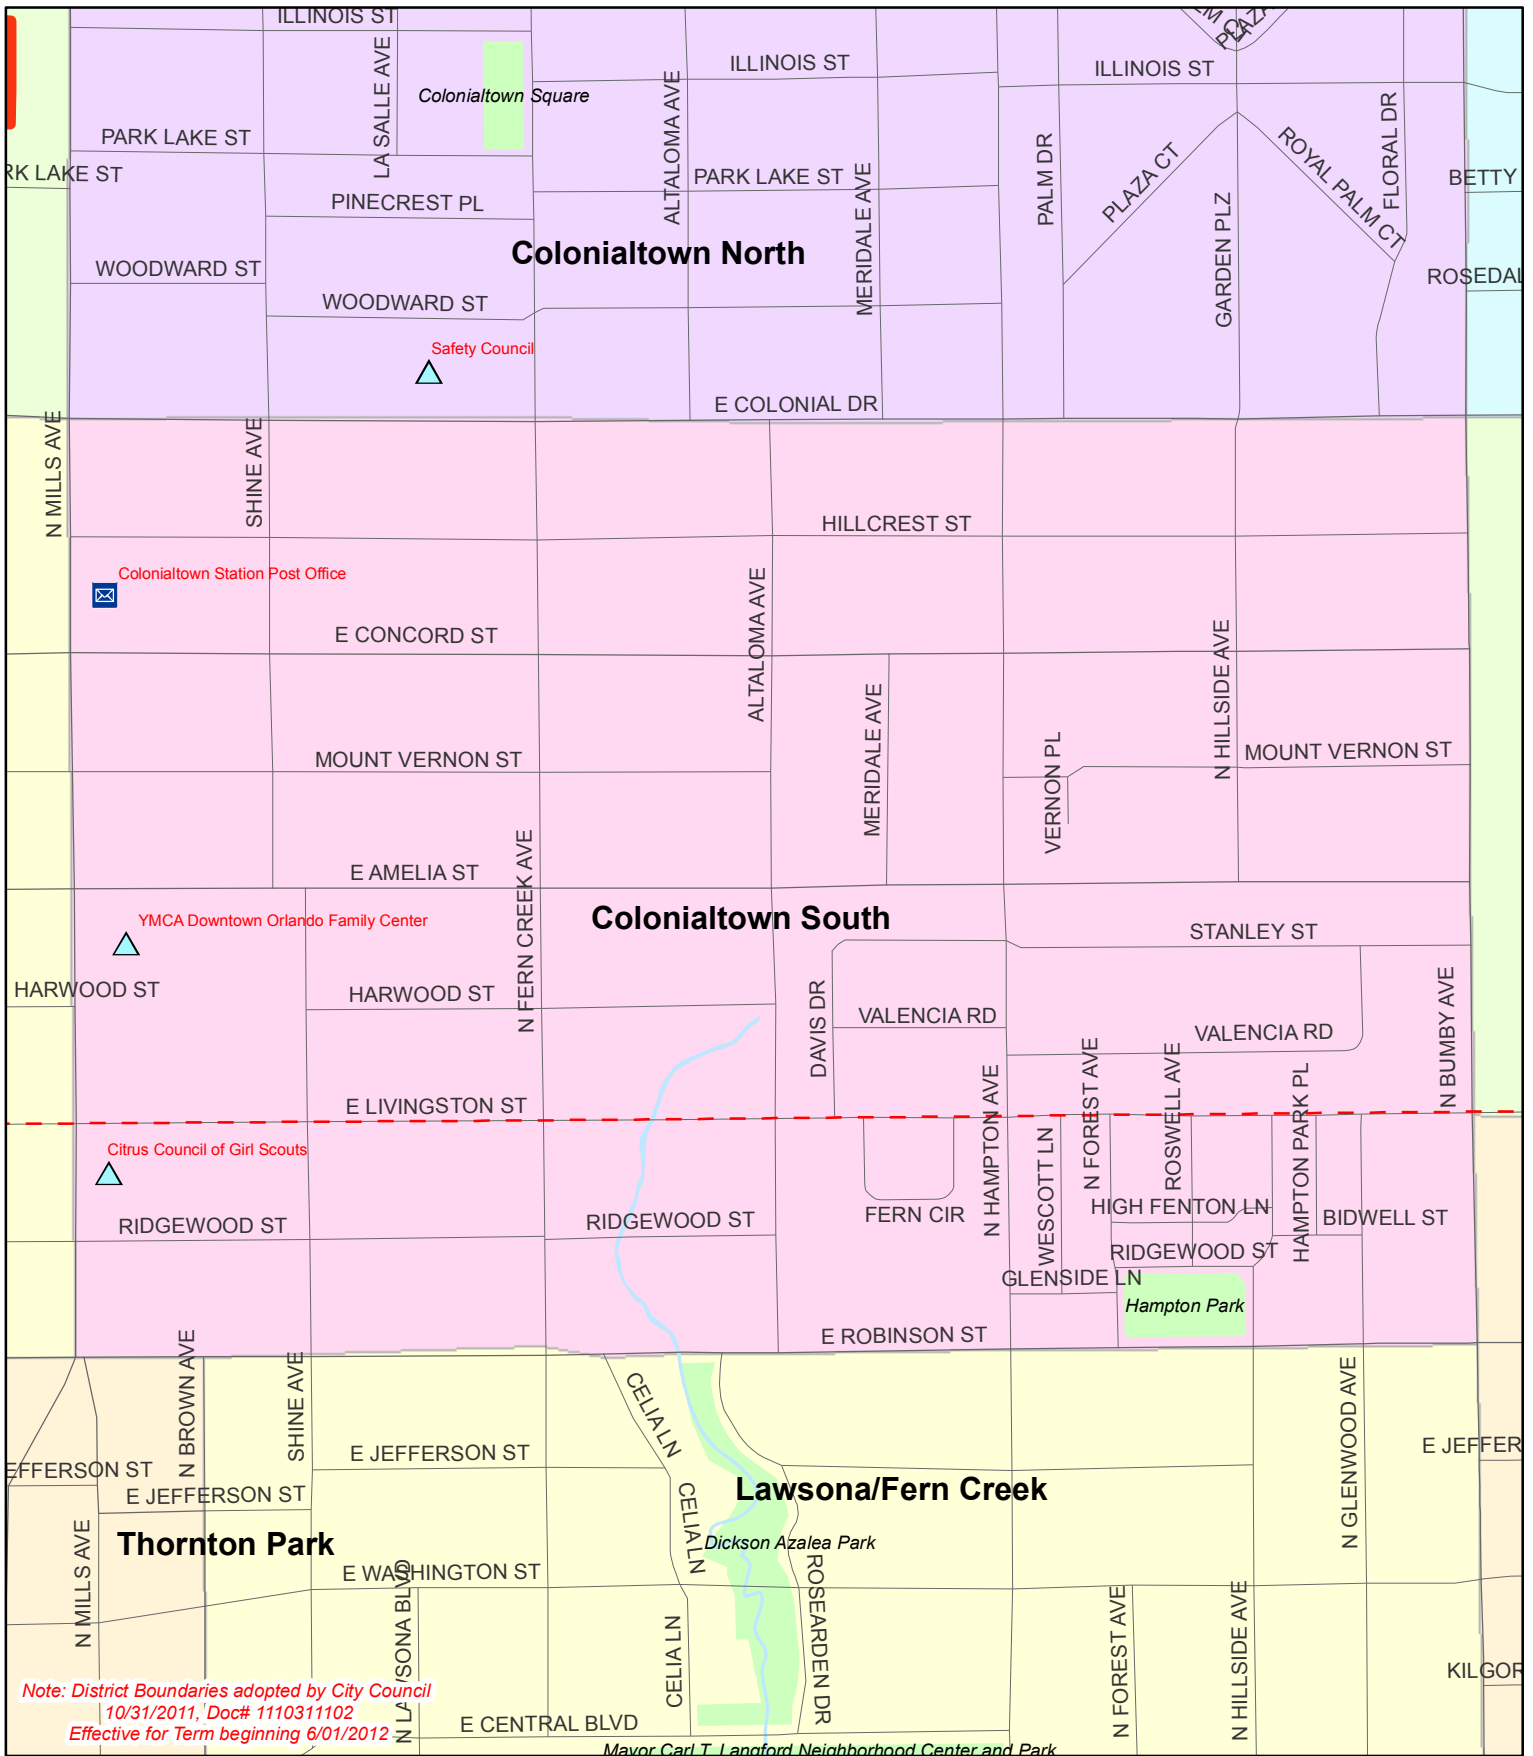 ILLINOIS ST
PLAZA
ILLINOIS ST
ILLINOIS ST
LA SALLE AVE
Colonialtown Square
ALTALOMA AVE
PARK LAKE ST
RK LAKE ST
PARK LAKE ST
PINECREST PL
MERIDALE AVE
PALM DR
PLAZA CT
ROYAL PALM CT
FLORAL DR
BETTY
Colonialtown North
WOODWARD ST
GARDEN PLZ
ROSEDAL
WOODWARD ST
Safety Council
E COLONIAL DR
N MILLS AVE
SHINE AVE
HILLCREST ST
Colonialtown Station Post Office
ALTALOMA AVE
E CONCORD ST
N HILLSIDE AVE
MERIDALE AVE
MOUNT VERNON ST
MOUNT VERNON ST
VERNON PL
E AMELIA ST
N FERN CREEK AVE
YMCA Downtown Orlando Family Center
Colonialtown South
STANLEY ST
HARWOOD ST
HARWOOD ST
DAVIS DR
VALENCIA RD
VALENCIA RD
N BUMBY AVE
E LIVINGSTON ST
N HAMPTON AVE
WESCOTT LN
N FOREST AVE
ROSWELL AVE
HAMPTON PARK PL
Citrus Council of Girl Scouts
RIDGEWOOD ST
RIDGEWOOD ST
FERN CIR
HIGH FENTON LN
BIDWELL ST
RIDGEWOOD ST
GLENSIDE LN
Hampton Park
E ROBINSON ST
N BROWN AVE
SHINE AVE
CELIA LN
N GLENWOOD AVE
E JEFFERSON ST
E JEFFER
EFFERSON ST
E JEFFERSON ST
Lawsona/Fern Creek
CELIA LN
Thornton Park
Dickson Azalea Park
N MILLS AVE
E WASHINGTON ST
N LAWSONA BLVD
CELIA LN
ROSEARDEN DR
N FOREST AVE
N HILLSIDE AVE
KILGOR
Note: District Boundaries adopted by City Council
10/31/2011, Doc# 1110311102
Effective for Term beginning 6/01/2012
E CENTRAL BLVD
Mayor Carl T. Langford Neighborhood Center and Park